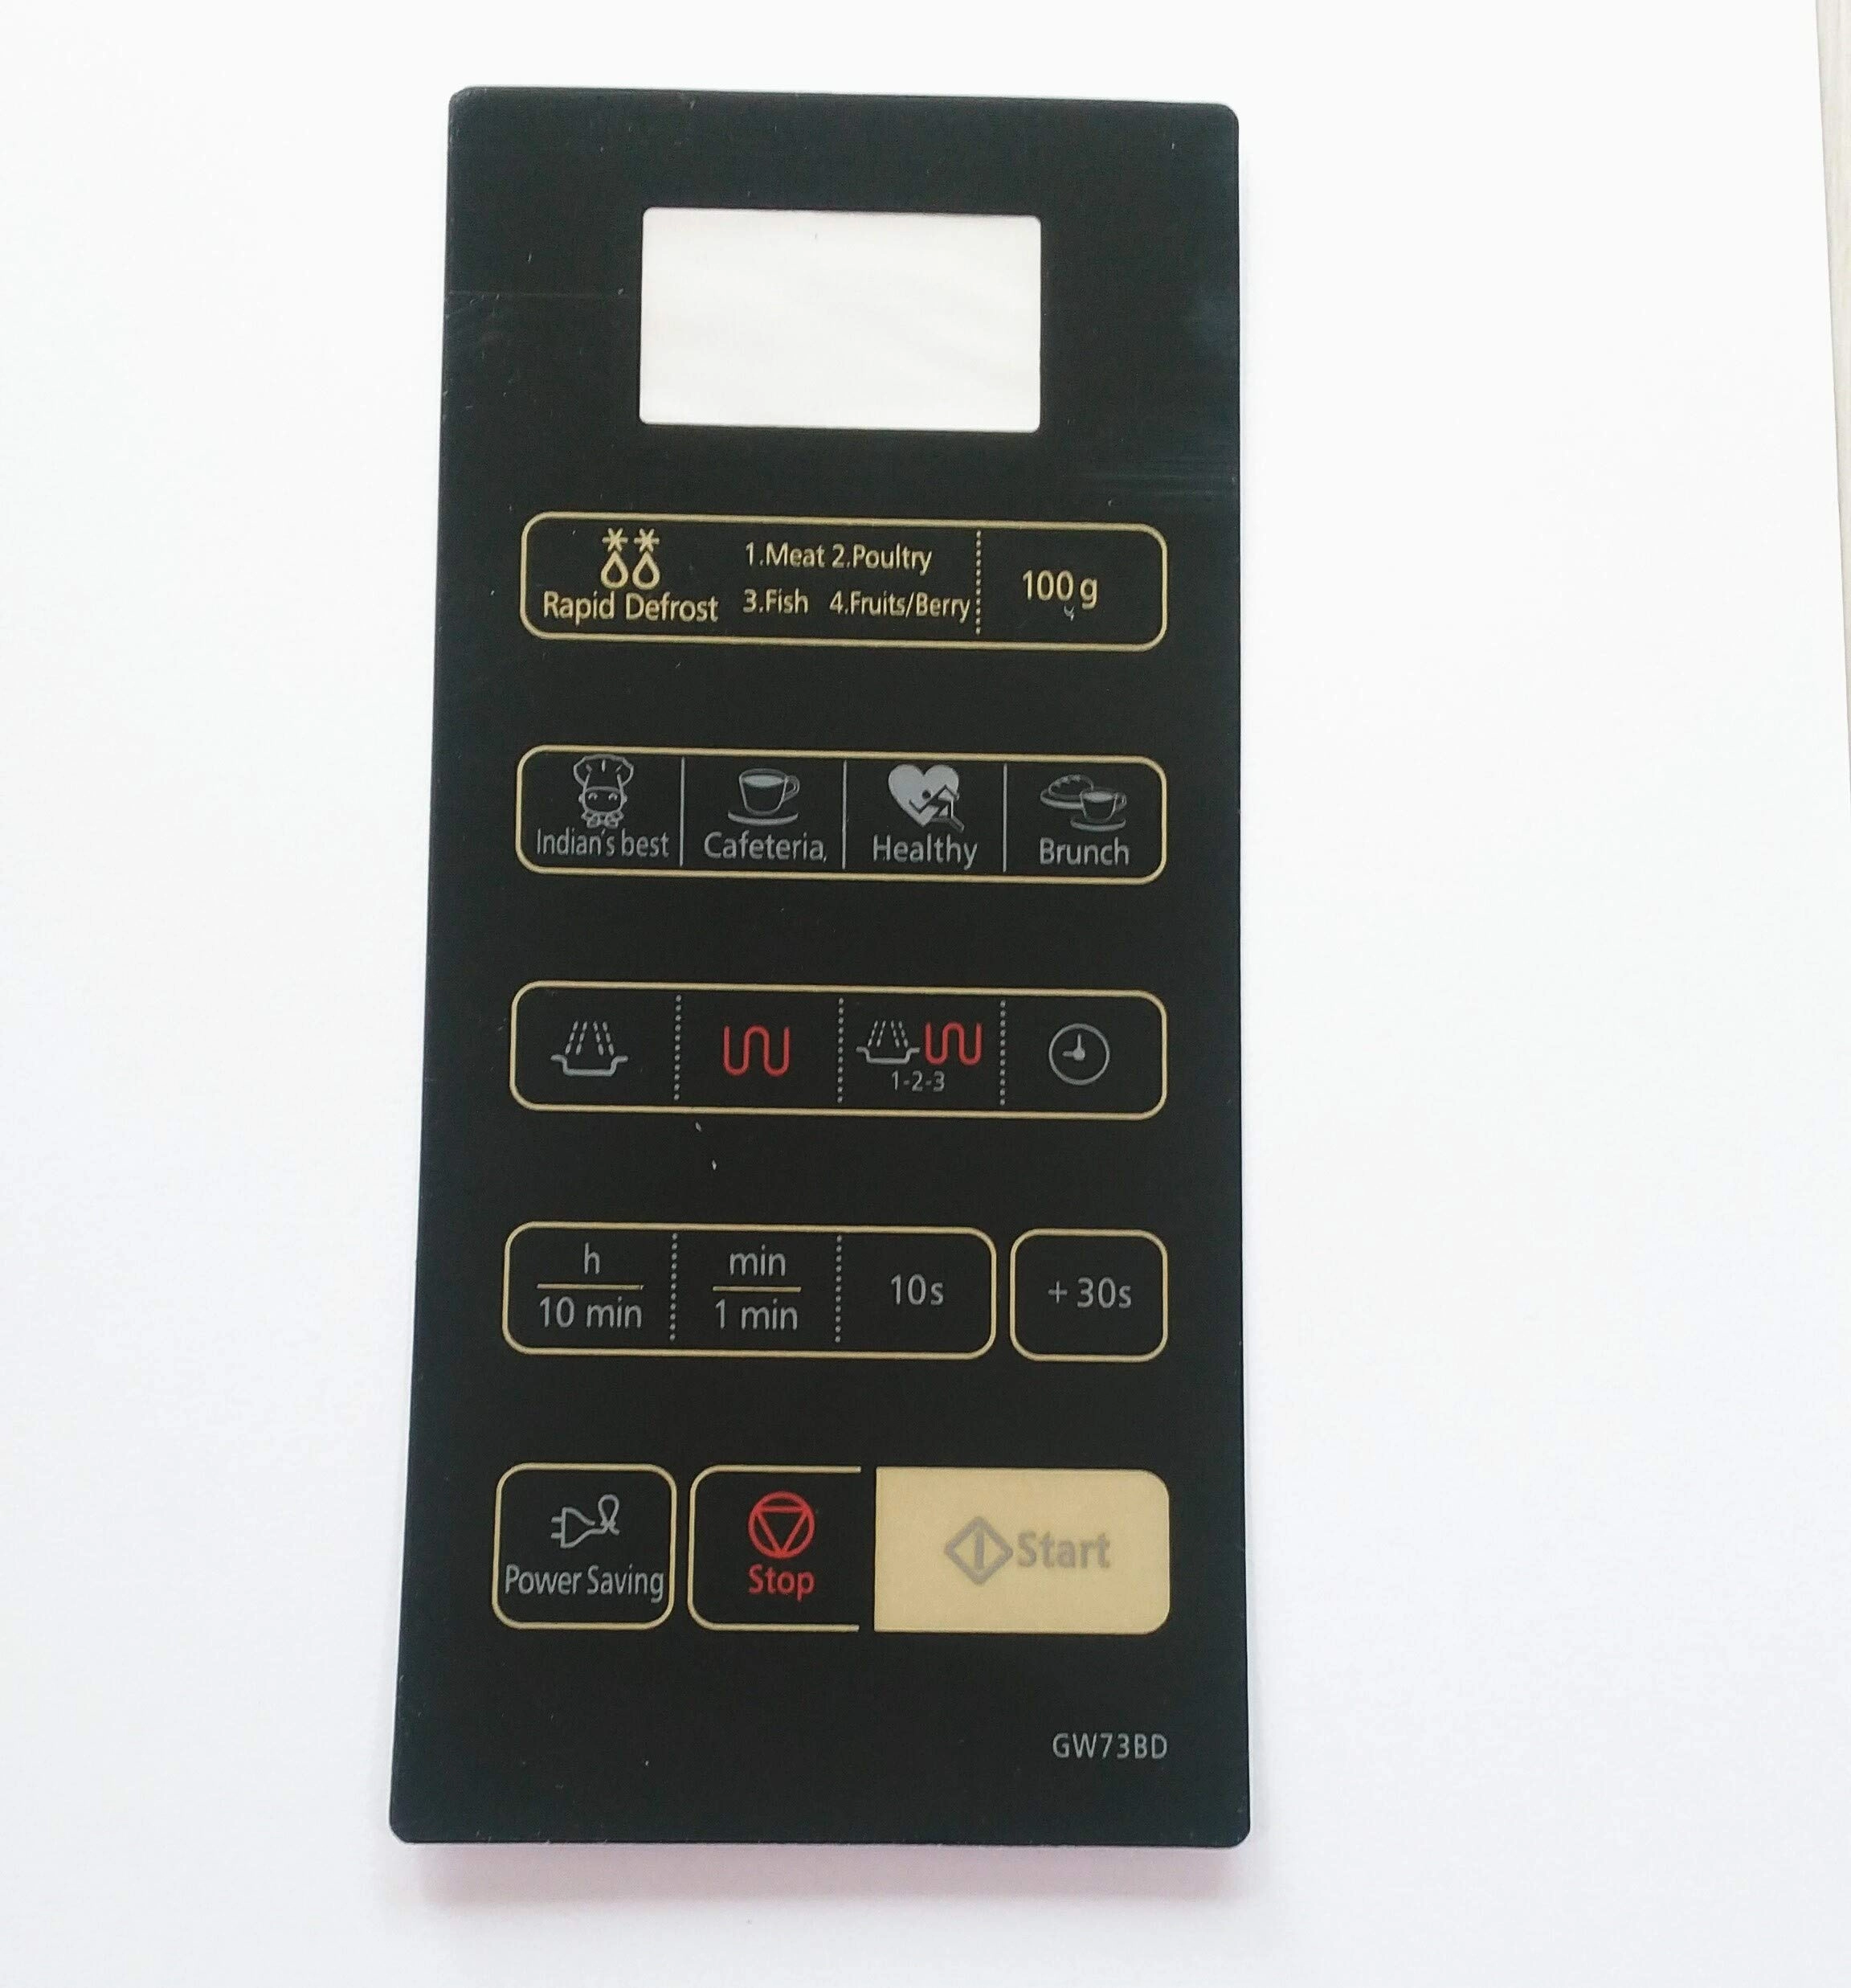 1.Meat 2.Poultry
Rapid Defrost 3.Fish 4.Fruits/Berry 100 g
Indian's best Cafeteria, Healthy Brunch
1-2-3
h min
10 min 1 min 10s + 30s
Power Saving Stop Start
GW73BD